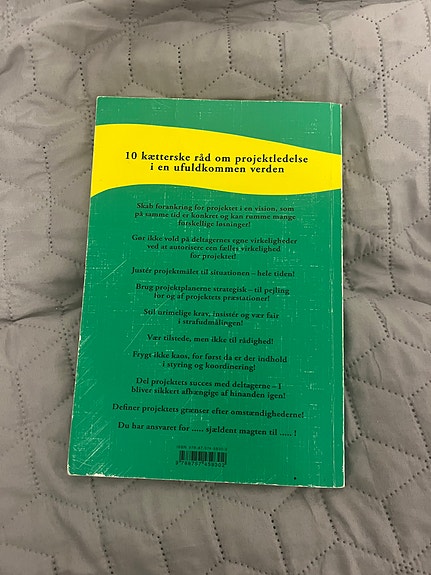 10 kætterske råd om projektledelse
i en ufuldkommen verden
Skab forankring for projektet i en vision, som
på samme tid er konkret og kan rumme mange
forskellige løsninger!
Gør ikke vold på deltagernes egne virkeligheder
ved at autorisere een fælles virkelighed
for projektet!
Justér projektmålet til situationen – hele tiden!
Brug projektplanerne strategisk – til pejling
for og af projektets præstationer!
Stil urimelige krav, insistér og vær fair
i strafudmålingen!
Vær tilstede, men ikke til rådighed!
Frygt ikke kaos, for først da er det indhold
i styring og koordinering!
Del projektets succes med deltagerne – I
bliver sikkert afhængige af hinanden igen!
Definer projektets grænser efter omstændighederne!
Du har ansvaret for ..... sjældent magten til ..... !